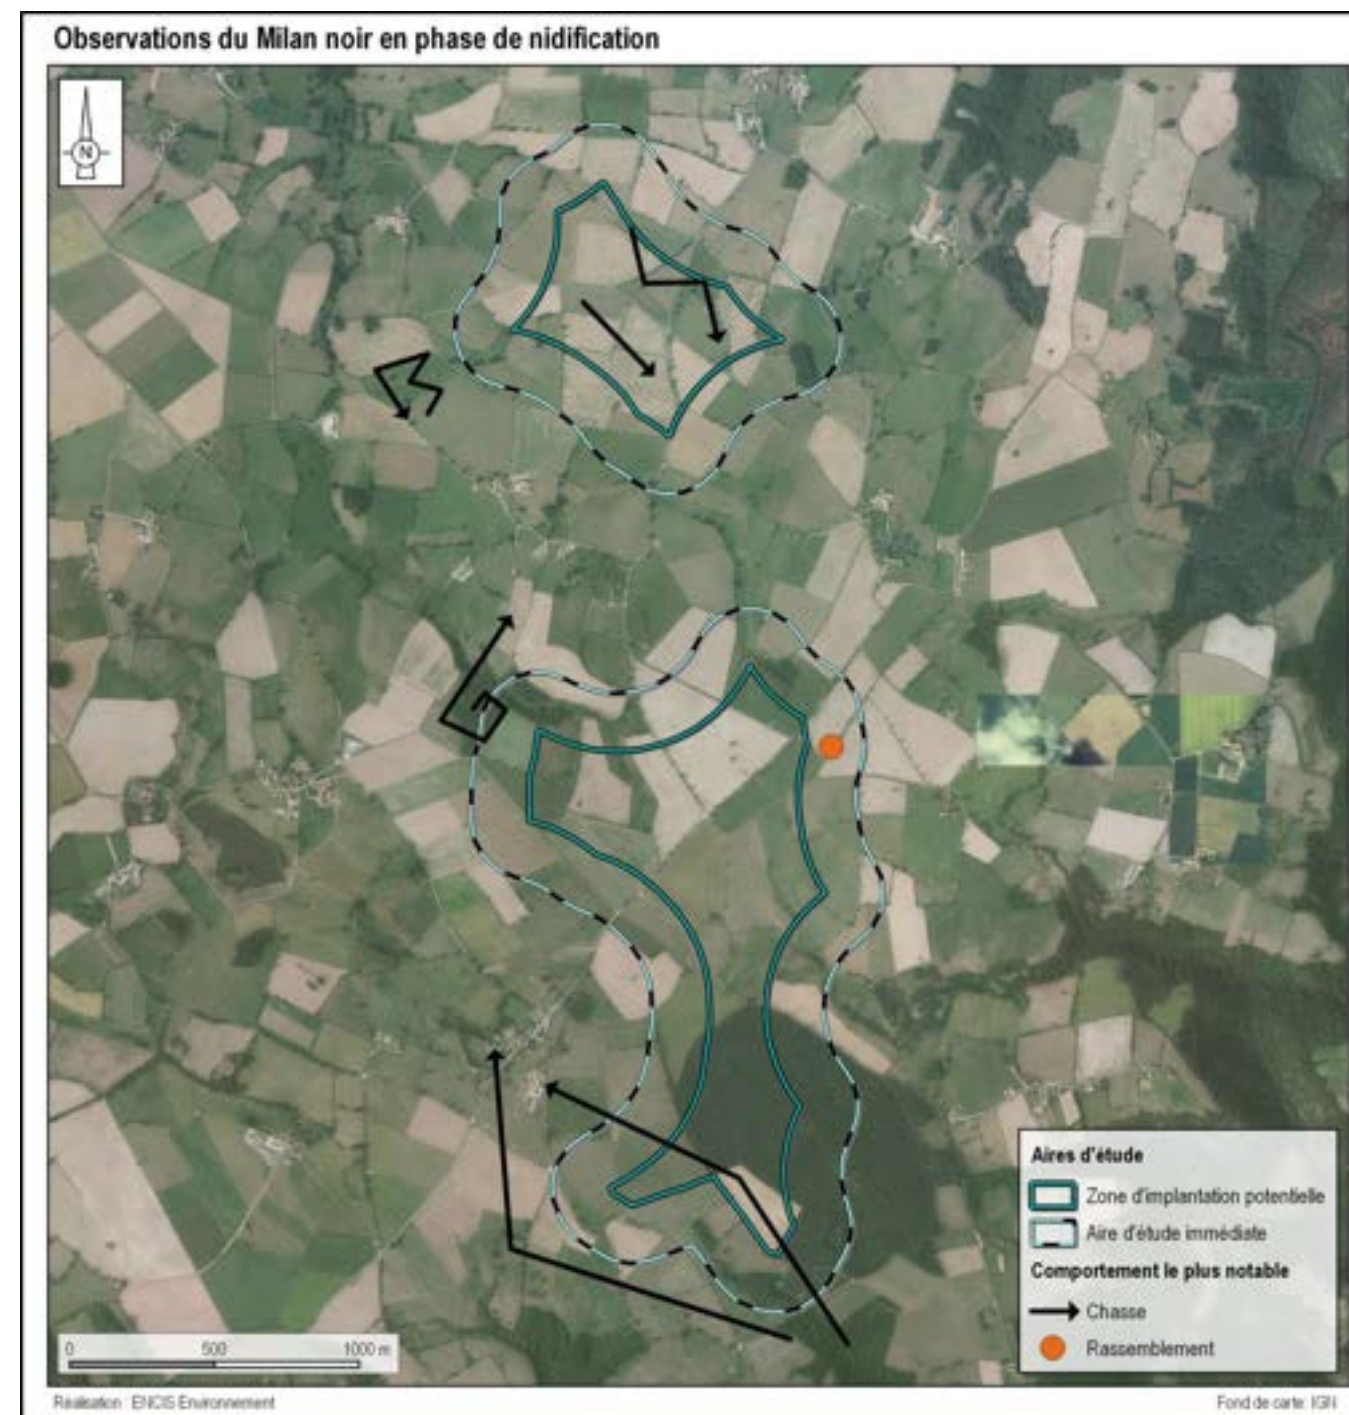 Observations du Milan noir en phase de nidification
N
Aires d'étude
Zone d'implantation potentielle
Aire d'étude immédiate
Comportement le plus notable
Chasse
Rassemblement
0 500 1000 m
Réalisation : ENCIS Environnement
Fond de carte: IGN